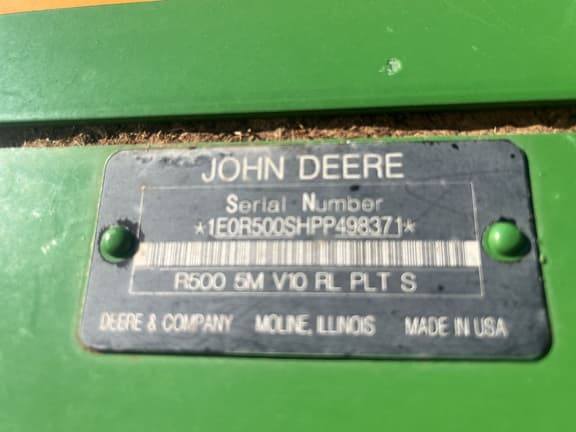 JOHN DEERE
Serial Number
*1E0R500SHPP498371*
R500 5M V10 RL PLT S
DEERE & COMPANY MOLINE, ILLINOIS MADE IN USA